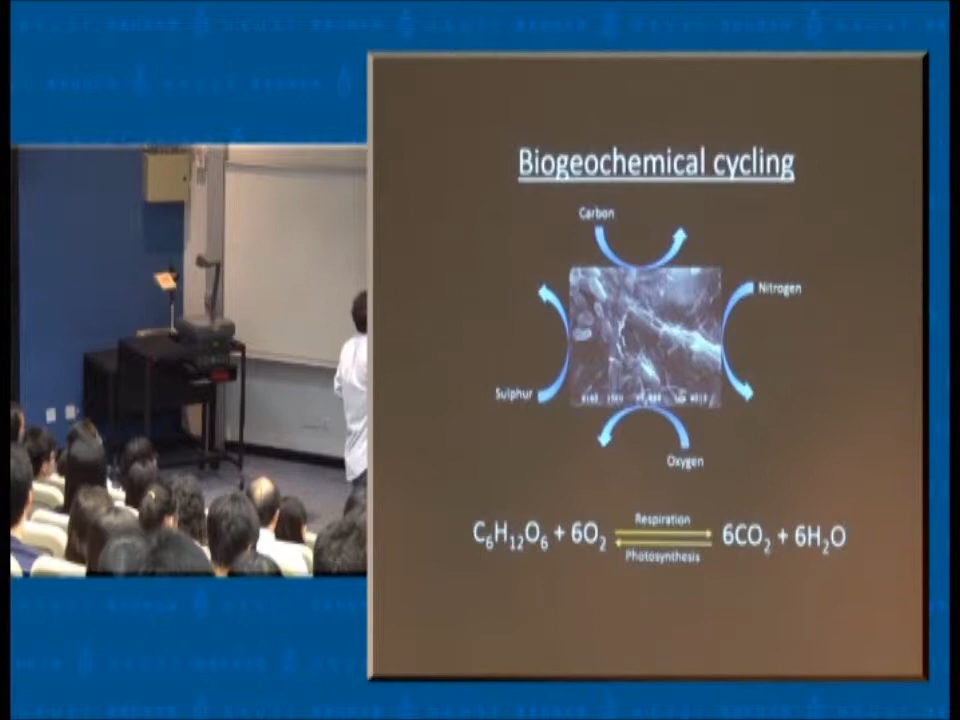 Biogeochemical cycling
Carbon
Nitrogen
Sulphur
Oxygen
C₆H₁₂O₆ + 6O₂
Respiration
Photosynthesis
6CO₂ + 6H₂O